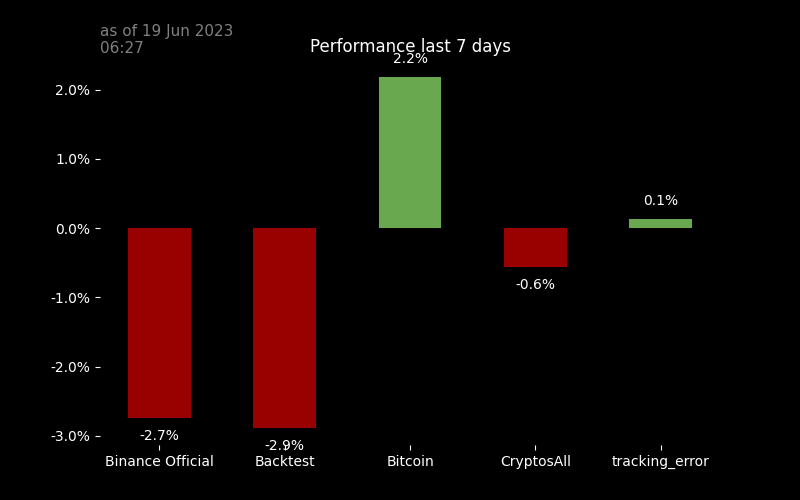 as of 19 Jun 2023
06:27
Performance last 7 days
2.2%
2.0%
1.0%
0.1%
0.0%
-0.6%
-1.0%
-2.0%
-3.0%
-2.7%
-2.9%
Binance Official
Backtest
Bitcoin
CryptosAll
tracking_error